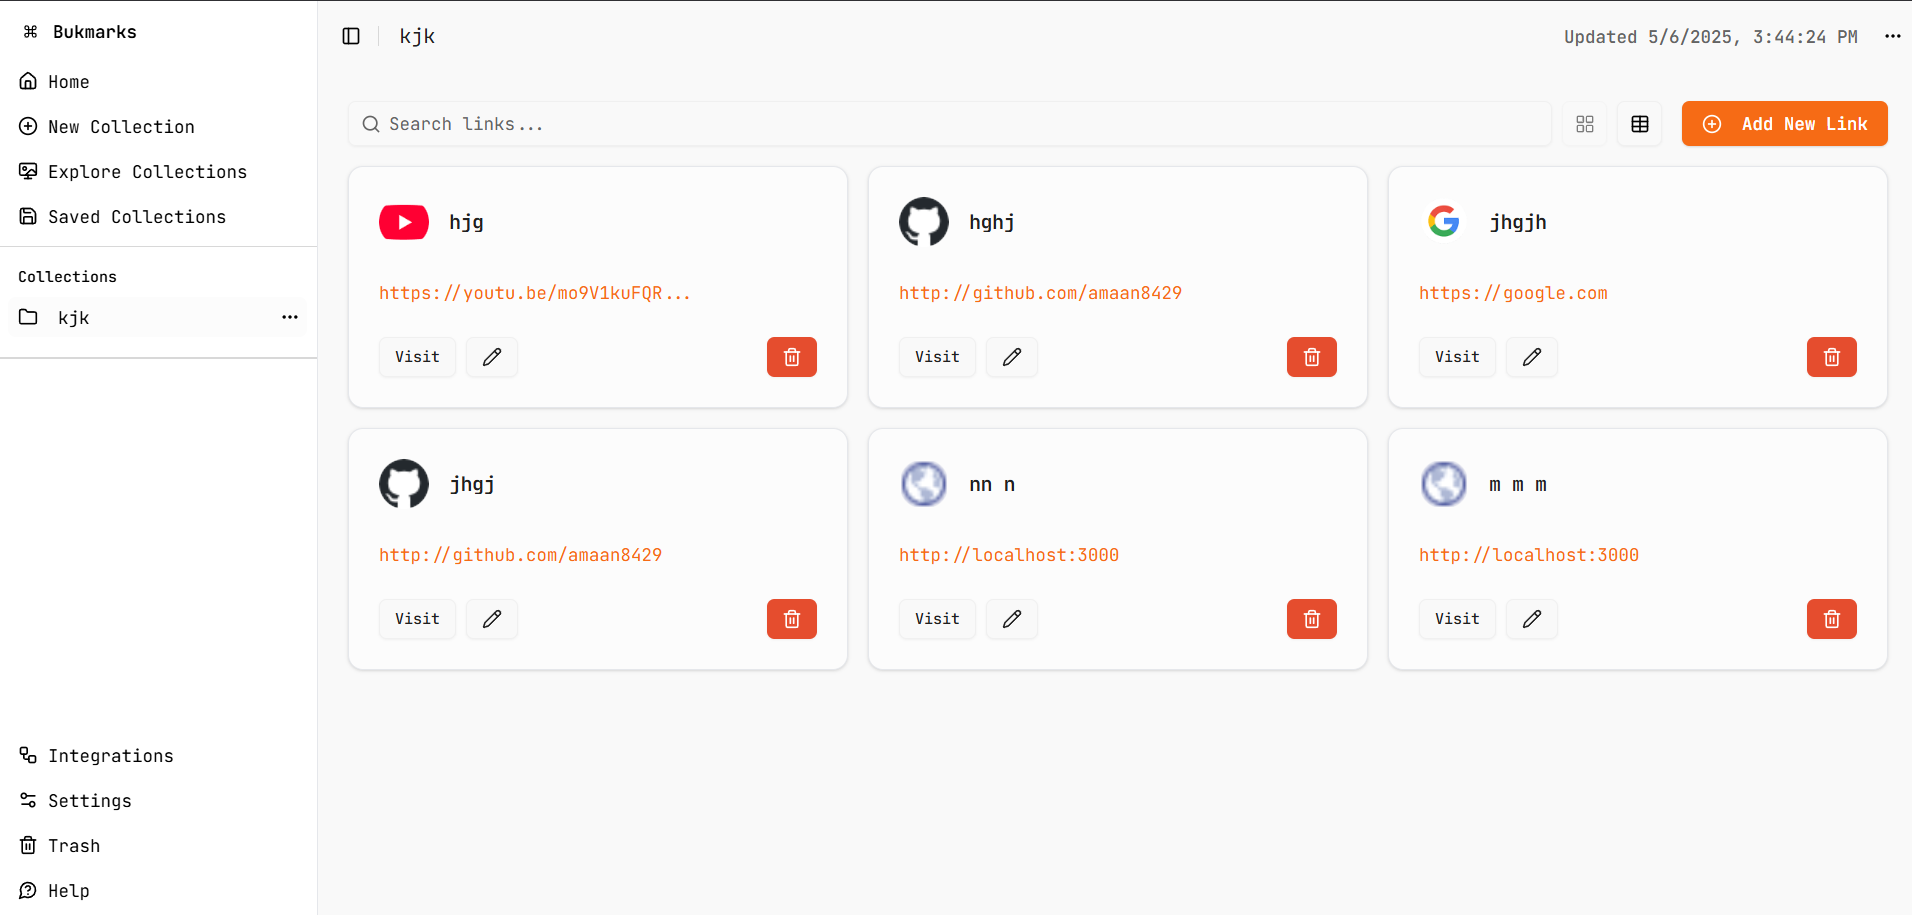 Bukmarks
Home
New Collection
Explore Collections
Saved Collections
Collections
kjk
Integrations
Settings
Trash
Help
kjk
Updated 5/6/2025, 3:44:24 PM
Search links...
Add New Link
hjg
https://youtu.be/mo9V1kuFQR...
Visit
hghj
http://github.com/amaan8429
Visit
jhgjh
https://google.com
Visit
jhgj
http://github.com/amaan8429
Visit
nn n
http://localhost:3000
Visit
m m m
http://localhost:3000
Visit